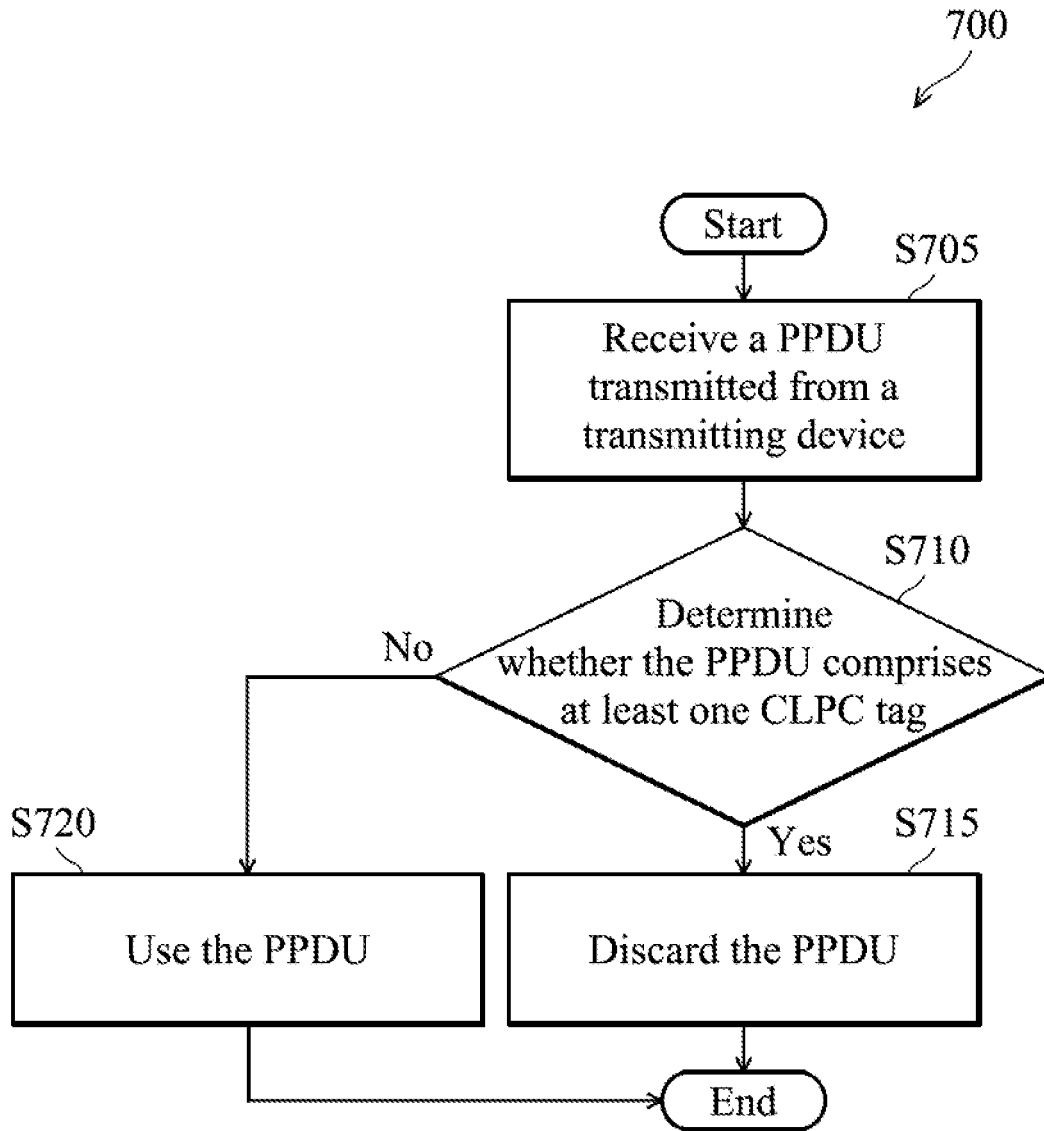 700
Start
S705
Receive a PPDU
transmitted from a
transmitting device
S710
Determine
whether the PPDU comprises
at least one CLPC tag
No
Yes
S720
Use the PPDU
S715
Discard the PPDU
End